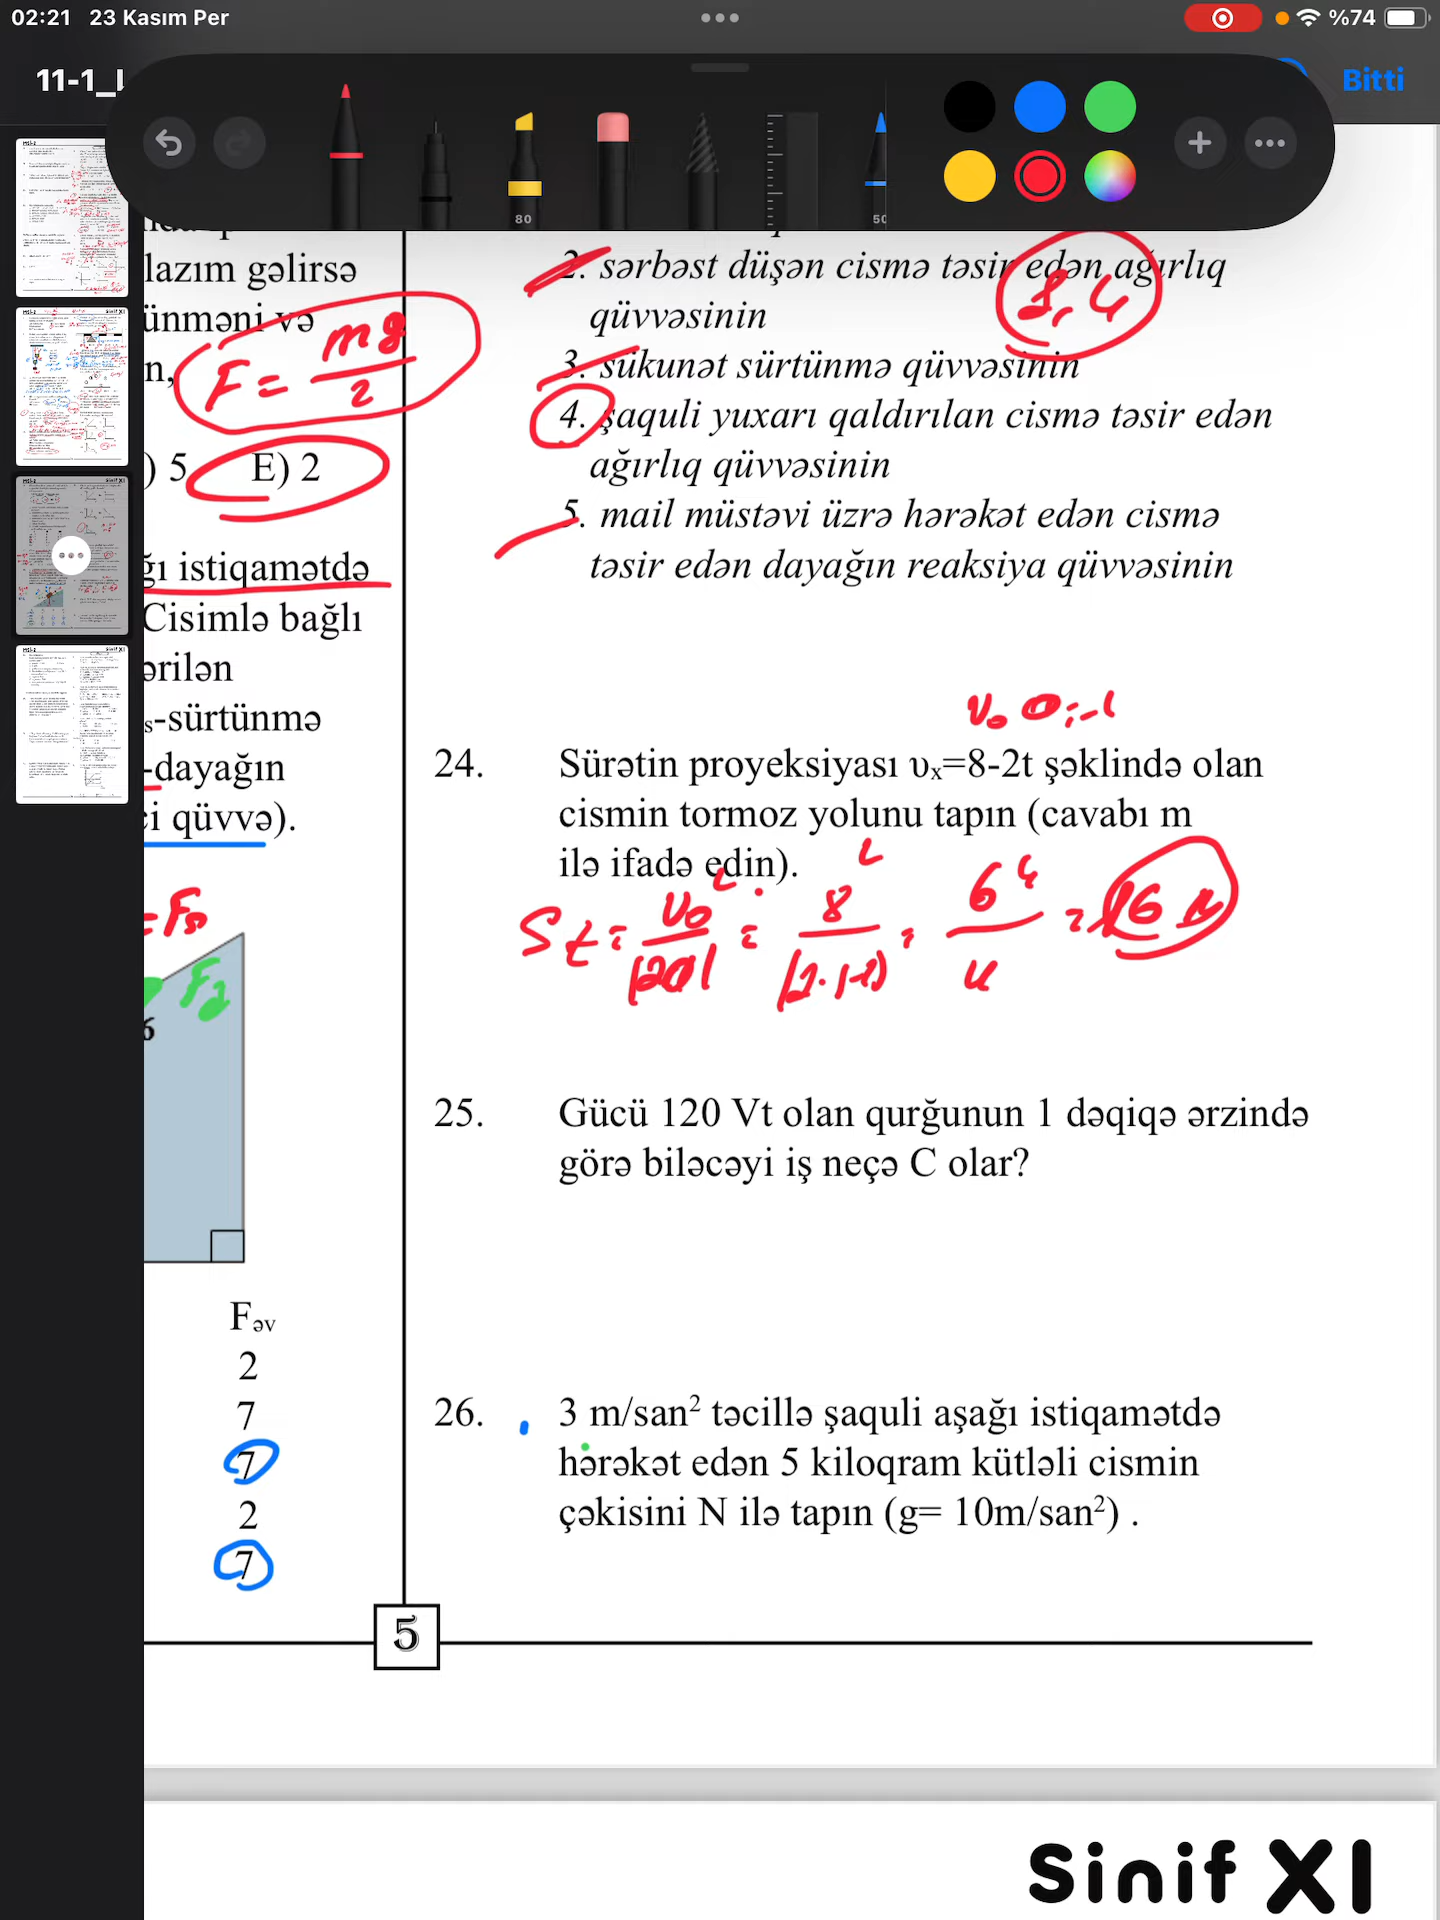 02:21 23 Kasım Per
%74
11-1_
Bitti
80
50
lazım gəlirsə
ünməni və
n,
F = mg/2
) 5 E) 2
ğı istiqamətdə
Cisimlə bağlı
ərilən
s-sürtünmə
-dayağın
ci qüvvə).
=Fs
F2
6
Fəv
2
7
7
2
7
2. sərbəst düşən cismə təsir edən ağırlıq
qüvvəsinin
8, 4
3. sükunət sürtünmə qüvvəsinin
4. şaquli yuxarı qaldırılan cismə təsir edən
ağırlıq qüvvəsinin
5. mail müstəvi üzrə hərəkət edən cismə
təsir edən dayağın reaksiya qüvvəsinin
24. Sürətin proyeksiyası υₓ=8-2t şəklində olan
cismin tormoz yolunu tapın (cavabı m
ilə ifadə edin).
25. Gücü 120 Vt olan qurğunun 1 dəqiqə ərzində
görə biləcəyi iş neçə C olar?
26. 3 m/san² təcillə şaquli aşağı istiqamətdə
hərəkət edən 5 kiloqram kütləli cismin
çəkisini N ilə tapın (g= 10m/san²) .
5
Sinif XI